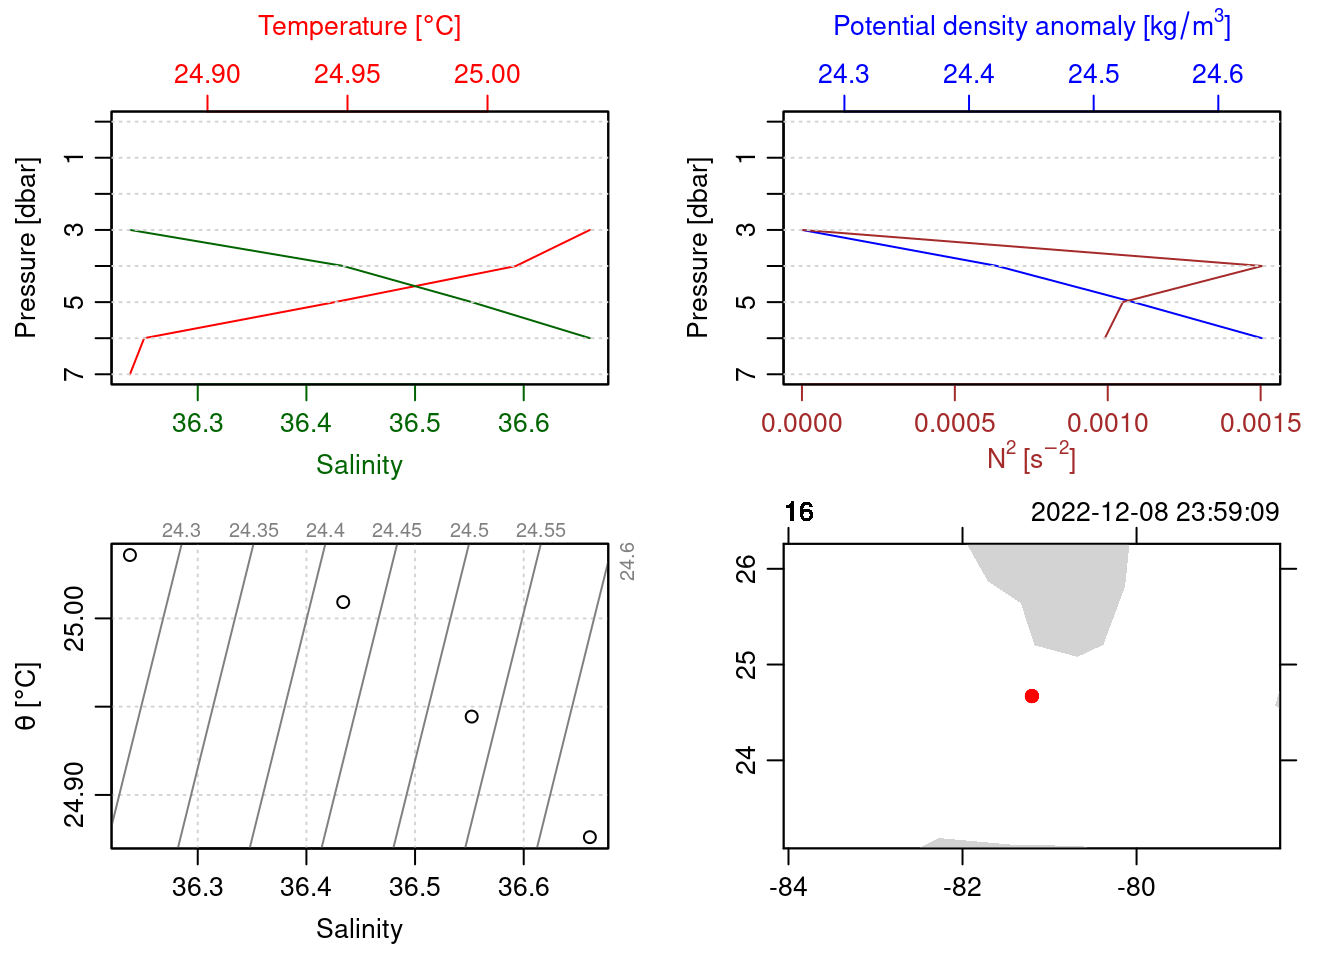 Temperature [°C]
24.90 24.95 25.00
Pressure [dbar]
1
3
5
7
36.3 36.4 36.5 36.6
Salinity
Potential density anomaly [kg/m³]
24.3 24.4 24.5 24.6
Pressure [dbar]
1
3
5
7
0.0000 0.0005 0.0010 0.0015
N² [s⁻²]
24.3 24.35 24.4 24.45 24.5 24.55
24.6
θ [°C]
25.00
24.90
36.3 36.4 36.5 36.6
Salinity
16 2022-12-08 23:59:09
26
25
24
-84 -82 -80